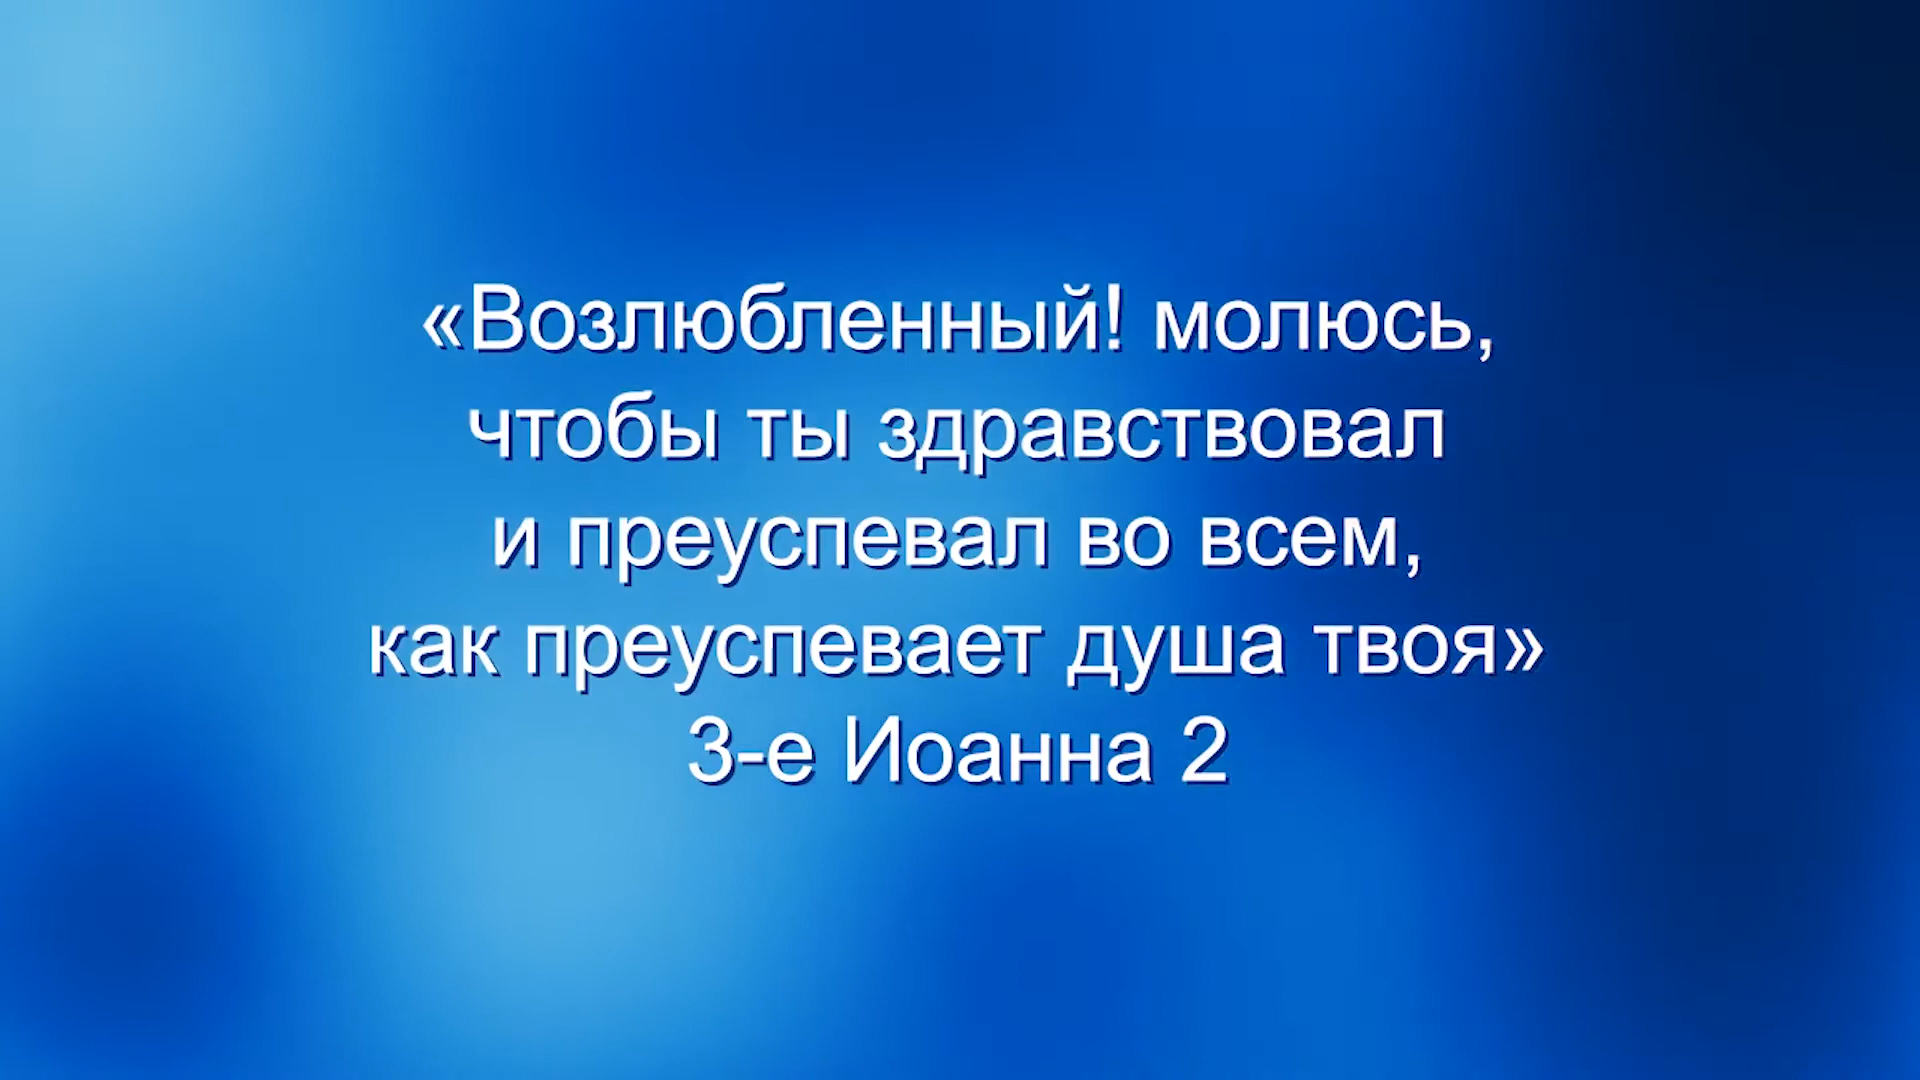 «Возлюбленный! молюсь,
чтобы ты здравствовал
и преуспевал во всем,
как преуспевает душа твоя»
3-е Иоанна 2